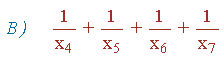 B) 1/x₄ + 1/x₅ + 1/x₆ + 1/x₇